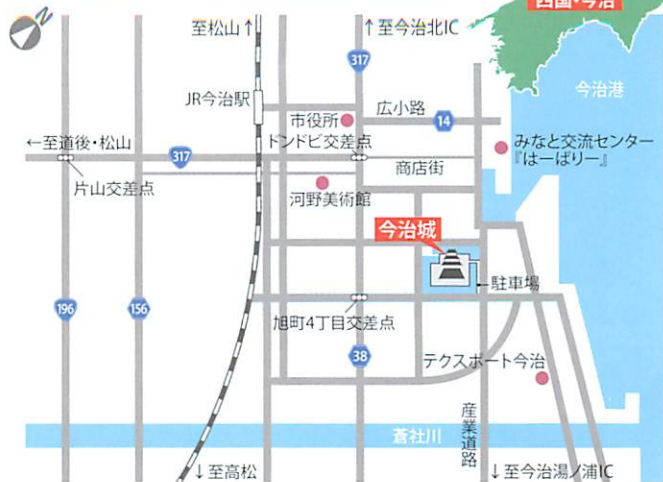 N
四国・今治
至松山↑
↑至今治北IC
317
今治港
JR今治駅
市役所
広小路
14
←至道後・松山
317
ドンドビ交差点
みなと交流センター
『はーばりー』
片山交差点
商店街
河野美術館
今治城
駐車場
196
156
旭町4丁目交差点
38
テクスポート今治
産業道路
蒼社川
↓至高松
↓至今治湯ノ浦IC